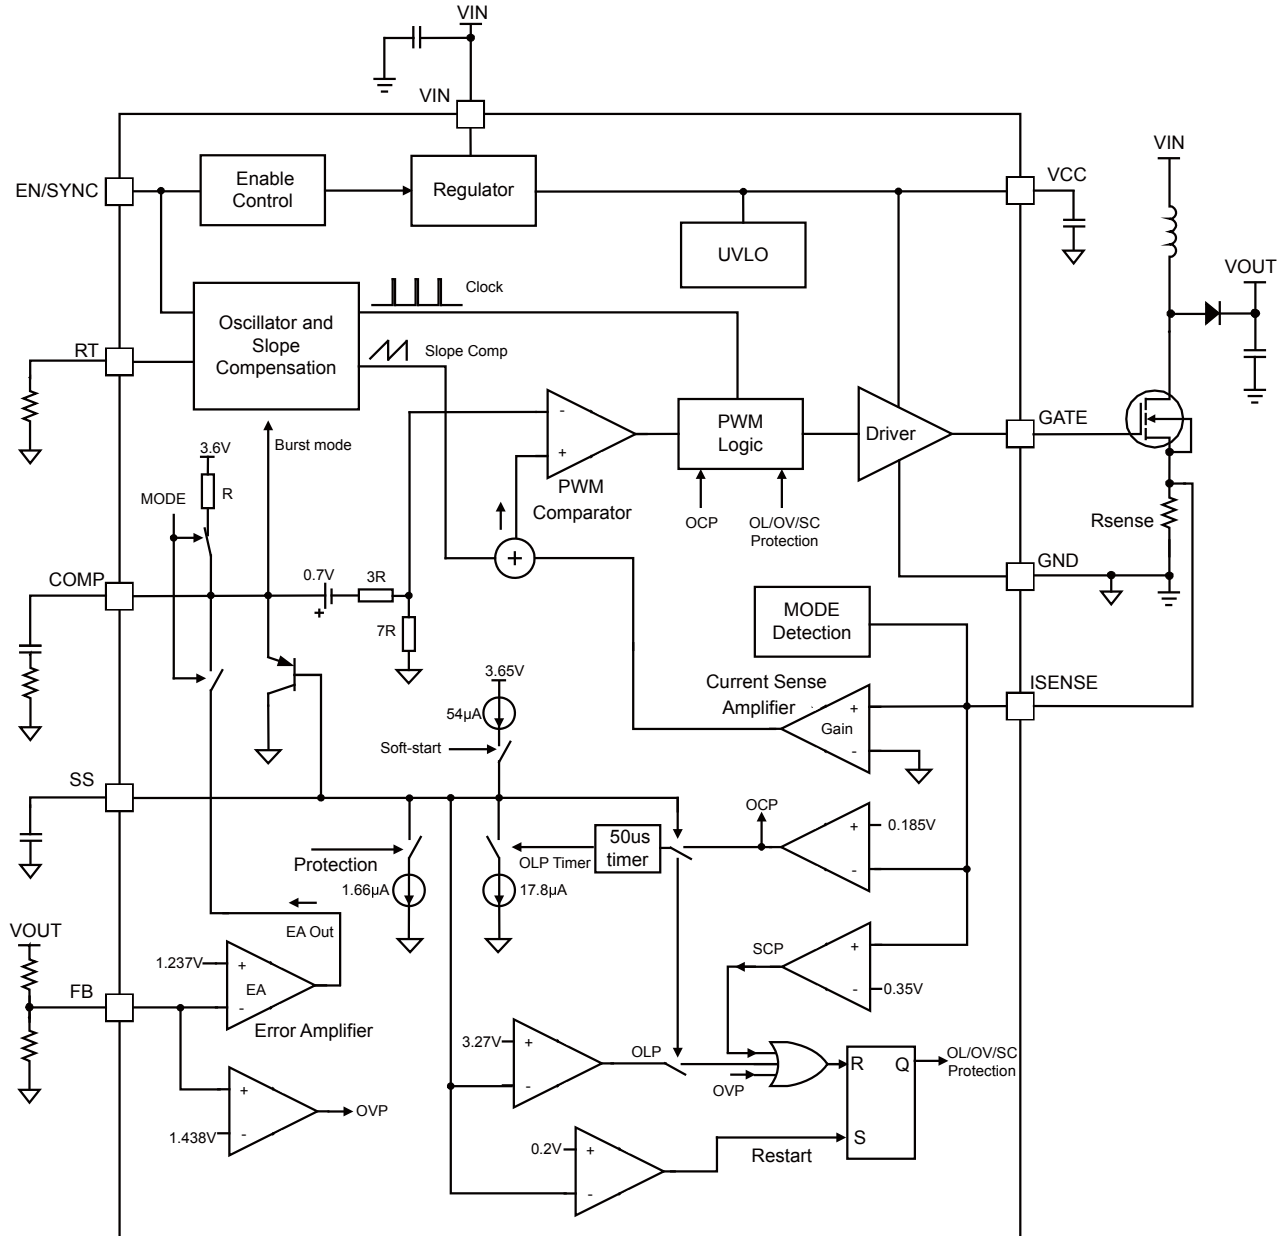 VIN
VIN
VIN
EN/SYNC
Enable
Control
Regulator
VCC
UVLO
VOUT
Clock
Oscillator and
Slope
Compensation
RT
Slope Comp
-
+
PWM
Comparator
PWM
Logic
Driver
GATE
Burst mode
3.6V
R
MODE
OCP
OL/OV/SC
Protection
Rsense
+
COMP
0.7V
+
3R
7R
GND
MODE
Detection
3.65V
54µA
Soft-start
Current Sense
Amplifier
Gain
+
-
ISENSE
SS
OCP
+
-
0.185V
50us
timer
OLP Timer
Protection
1.66µA
17.8µA
EA Out
VOUT
1.237V
+
EA
-
FB
Error Amplifier
SCP
+
-
0.35V
3.27V
+
-
OLP
OVP
R
Q
S
OL/OV/SC
Protection
+
-
1.438V
OVP
0.2V
+
-
Restart